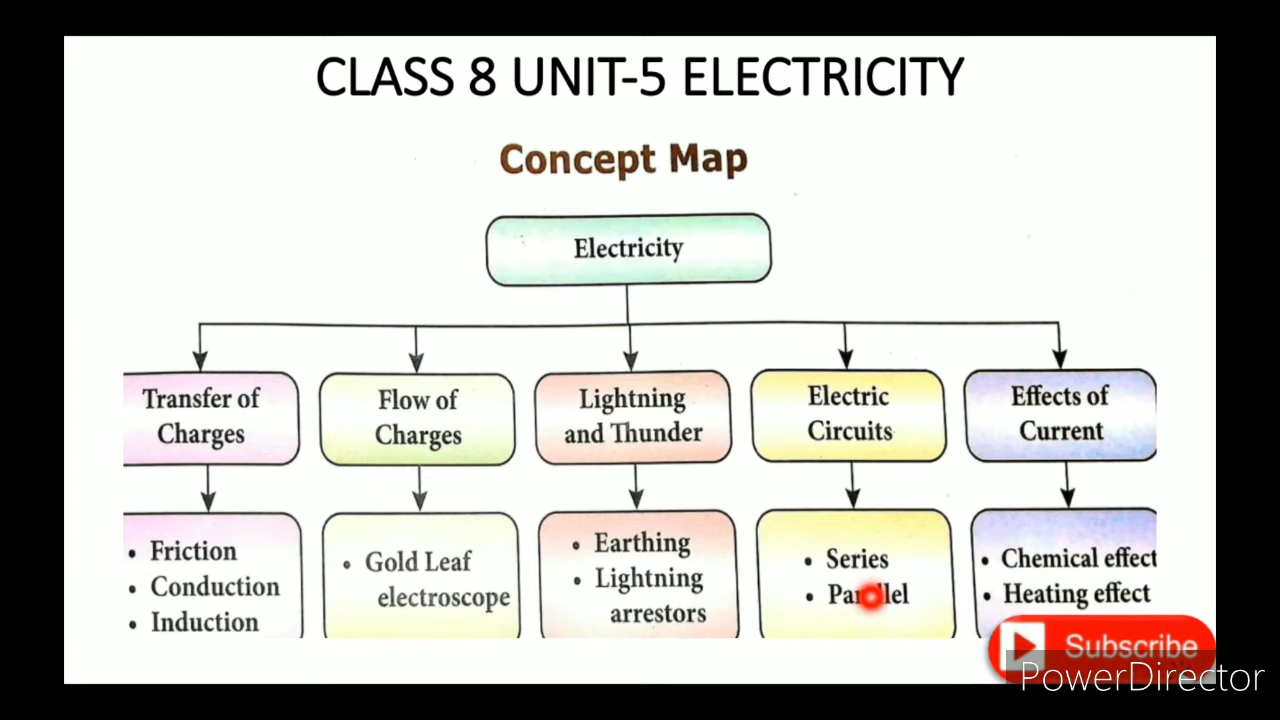 CLASS 8 UNIT-5 ELECTRICITY
Concept Map
Electricity
Transfer of
Charges
Flow of
Charges
Lightning
and Thunder
Electric
Circuits
Effects of
Current
• Friction
• Conduction
• Induction
• Gold Leaf
electroscope
• Earthing
• Lightning
arrestors
• Series
• Parallel
• Chemical effect
• Heating effect
Subscribe
PowerDirector